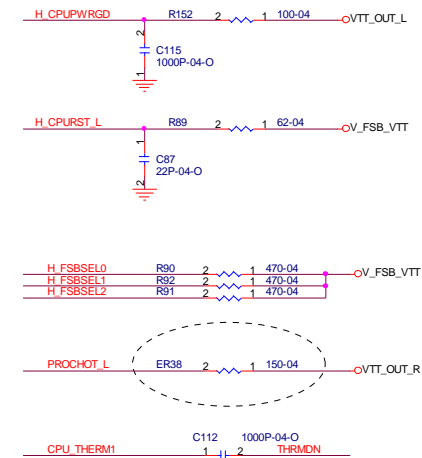 H_CPUPWRGD R152 2 1 100-04 VTT_OUT_L
2
C115
1000P-04-O
1
H_CPURST_L R89 2 1 62-04 V_FSB_VTT
1
C87
22P-04-O
2
H_FSBSEL0 R90 2 1 470-04 V_FSB_VTT
H_FSBSEL1 R92 2 1 470-04
H_FSBSEL2 R91 2 1 470-04
PROCHOT_L ER38 2 1 150-04 VTT_OUT_R
C112 1000P-04-O
CPU_THERM1 1 2 THRMDN